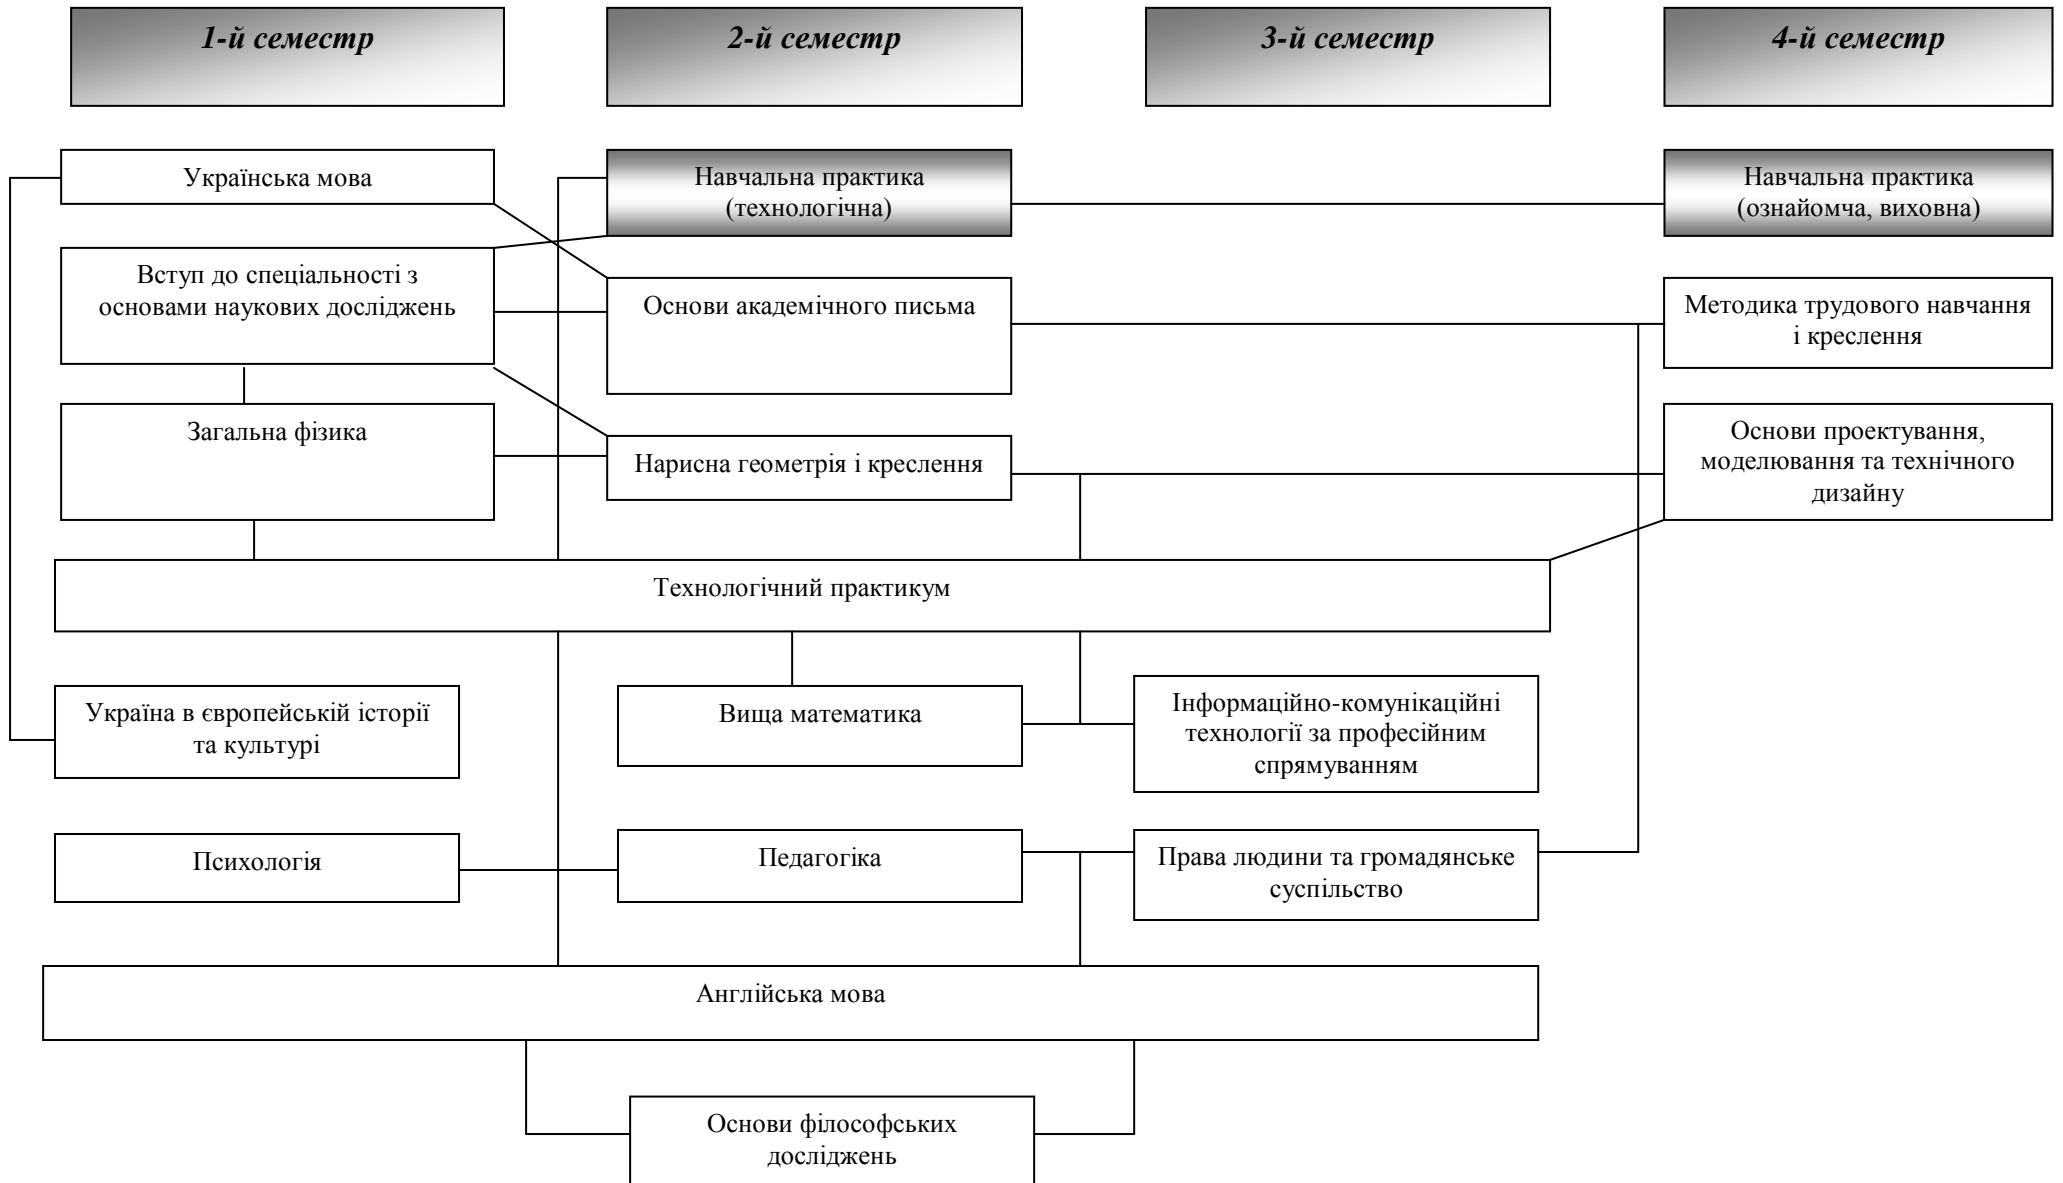 1-й семестр
2-й семестр
3-й семестр
4-й семестр
Українська мова
Навчальна практика
(технологічна)
Навчальна практика
(ознайомча, виховна)
Вступ до спеціальності з
основами наукових досліджень
Основи академічного письма
Методика трудового навчання
і креслення
Загальна фізика
Нарисна геометрія і креслення
Основи проектування,
моделювання та технічного
дизайну
Технологічний практикум
Україна в європейській історії
та культурі
Вища математика
Інформаційно-комунікаційні
технології за професійним
спрямуванням
Психологія
Педагогіка
Права людини та громадянське
суспільство
Англійська мова
Основи філософських
досліджень